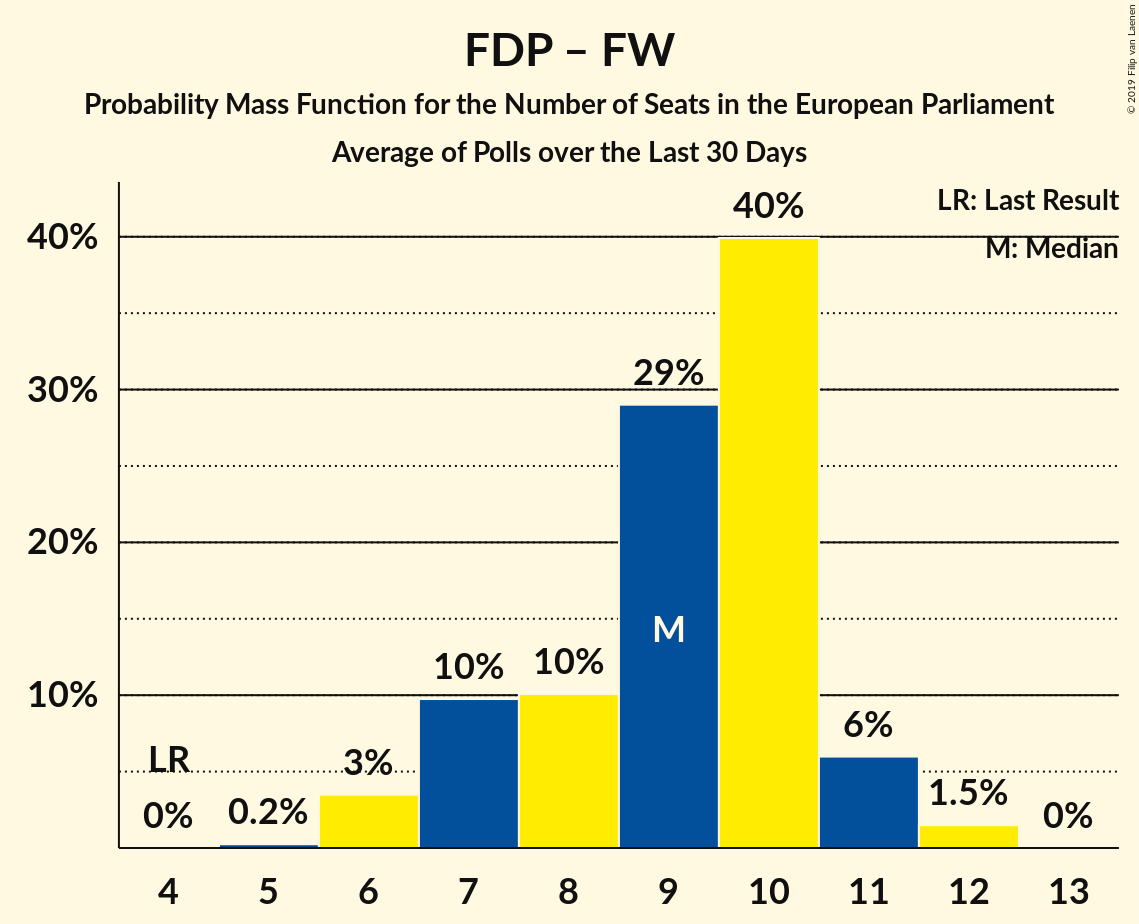 FDP – FW
Probability Mass Function for the Number of Seats in the European Parliament
Average of Polls over the Last 30 Days
© 2019 Filip van Laenen
LR: Last Result
M: Median
40%
30%
20%
10%
LR
0%
0.2%
3%
10%
10%
29%
M
40%
6%
1.5%
0%
4 5 6 7 8 9 10 11 12 13